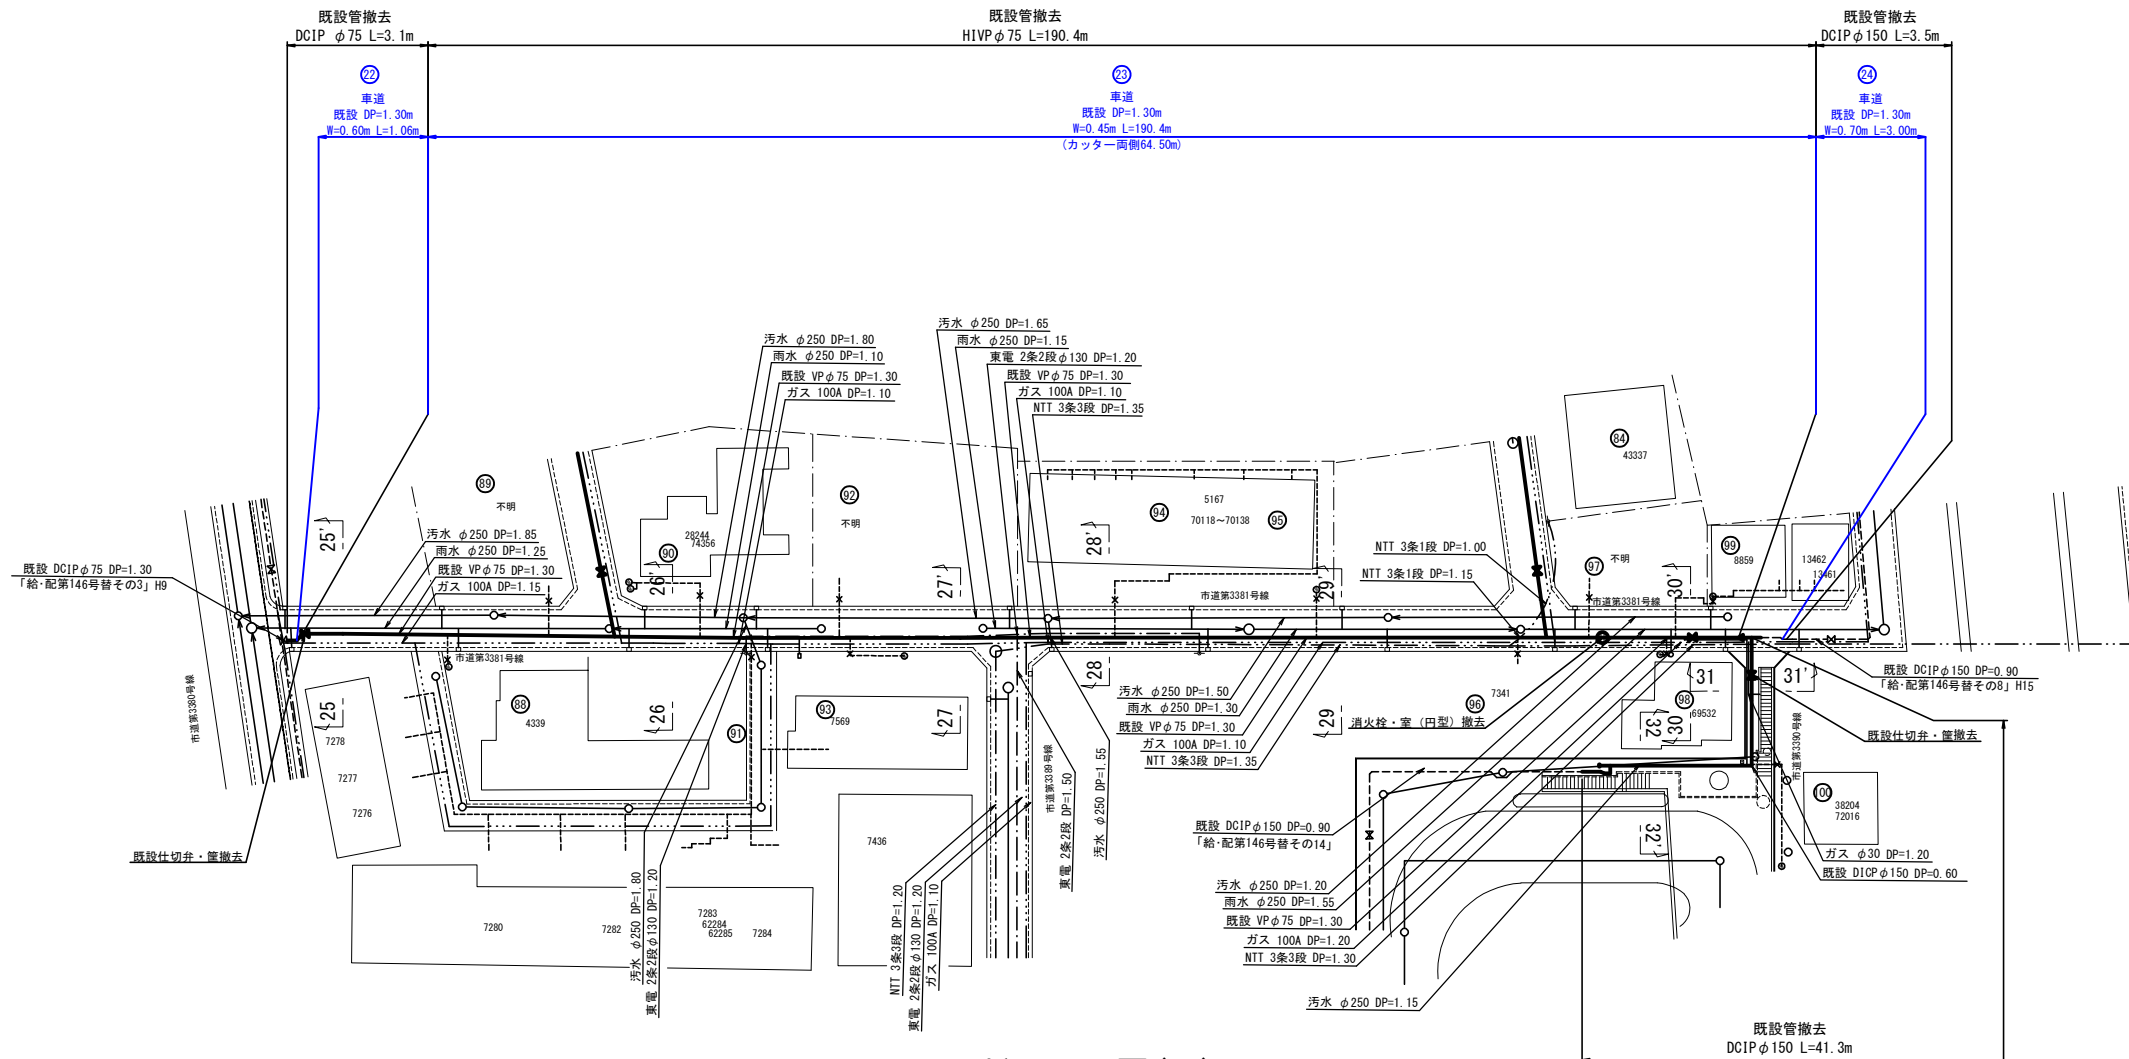 既設管撤去
DCIP φ75 L=3.1m
既設管撤去
HIVPφ75 L=190.4m
既設管撤去
DCIPφ150 L=3.5m
22
車道
既設 DP=1.30m
W=0.60m L=1.06m
23
車道
既設 DP=1.30m
W=0.45m L=190.4m
(カッター両側64.50m)
24
車道
既設 DP=1.30m
W=0.70m L=3.00m
汚水 φ250 DP=1.80
雨水 φ250 DP=1.10
既設 VPφ75 DP=1.30
ガス 100A DP=1.10
汚水 φ250 DP=1.65
雨水 φ250 DP=1.15
東電 2条2段φ130 DP=1.20
既設 VPφ75 DP=1.30
ガス 100A DP=1.10
NTT 3条3段 DP=1.35
89
不明
92
不明
94
5167
70118～70138
95
84
43337
25'
汚水 φ250 DP=1.85
雨水 φ250 DP=1.25
既設 VPφ75 DP=1.30
ガス 100A DP=1.15
既設 DCIPφ75 DP=1.30
「給・配第146号替その3」H9
28244
74356
90
26'
27'
28'
29'
NTT 3条1段 DP=1.00
NTT 3条1段 DP=1.15
97
不明
30'
99
8859
13462
13461
市道第3381号線
市道第3381号線
市道第3381号線
市道第3380号線
25
7278
7277
7276
88
4339
26
91
93
7569
27
28
29
市道第3389号線
汚水 φ250 DP=1.50
雨水 φ250 DP=1.30
既設 VPφ75 DP=1.30
ガス 100A DP=1.10
NTT 3条3段 DP=1.35
96
7341
消火栓・室（円型）撤去
98
69532
31
31'
30
32
既設 DCIPφ150 DP=0.90
「給・配第146号替その8」H15
既設仕切弁・筐撤去
市道第3390号線
100
38204
72016
32'
ガス φ30 DP=1.20
既設 DICPφ150 DP=0.60
既設仕切弁・筐撤去
7280
7282
7283
62284
62285
7284
7436
汚水 φ250 DP=1.80
東電 2条2段φ130 DP=1.20
NTT 3条3段 DP=1.20
東電 2条2段φ130 DP=1.20
ガス 100A DP=1.10
東電 2条2段 DP=1.50
汚水 φ250 DP=1.55
既設 DCIPφ150 DP=0.90
「給・配第146号替その14」
汚水 φ250 DP=1.20
雨水 φ250 DP=1.55
既設 VPφ75 DP=1.30
ガス 100A DP=1.20
NTT 3条3段 DP=1.30
汚水 φ250 DP=1.15
既設管撤去
DCIPφ150 L=41.3m